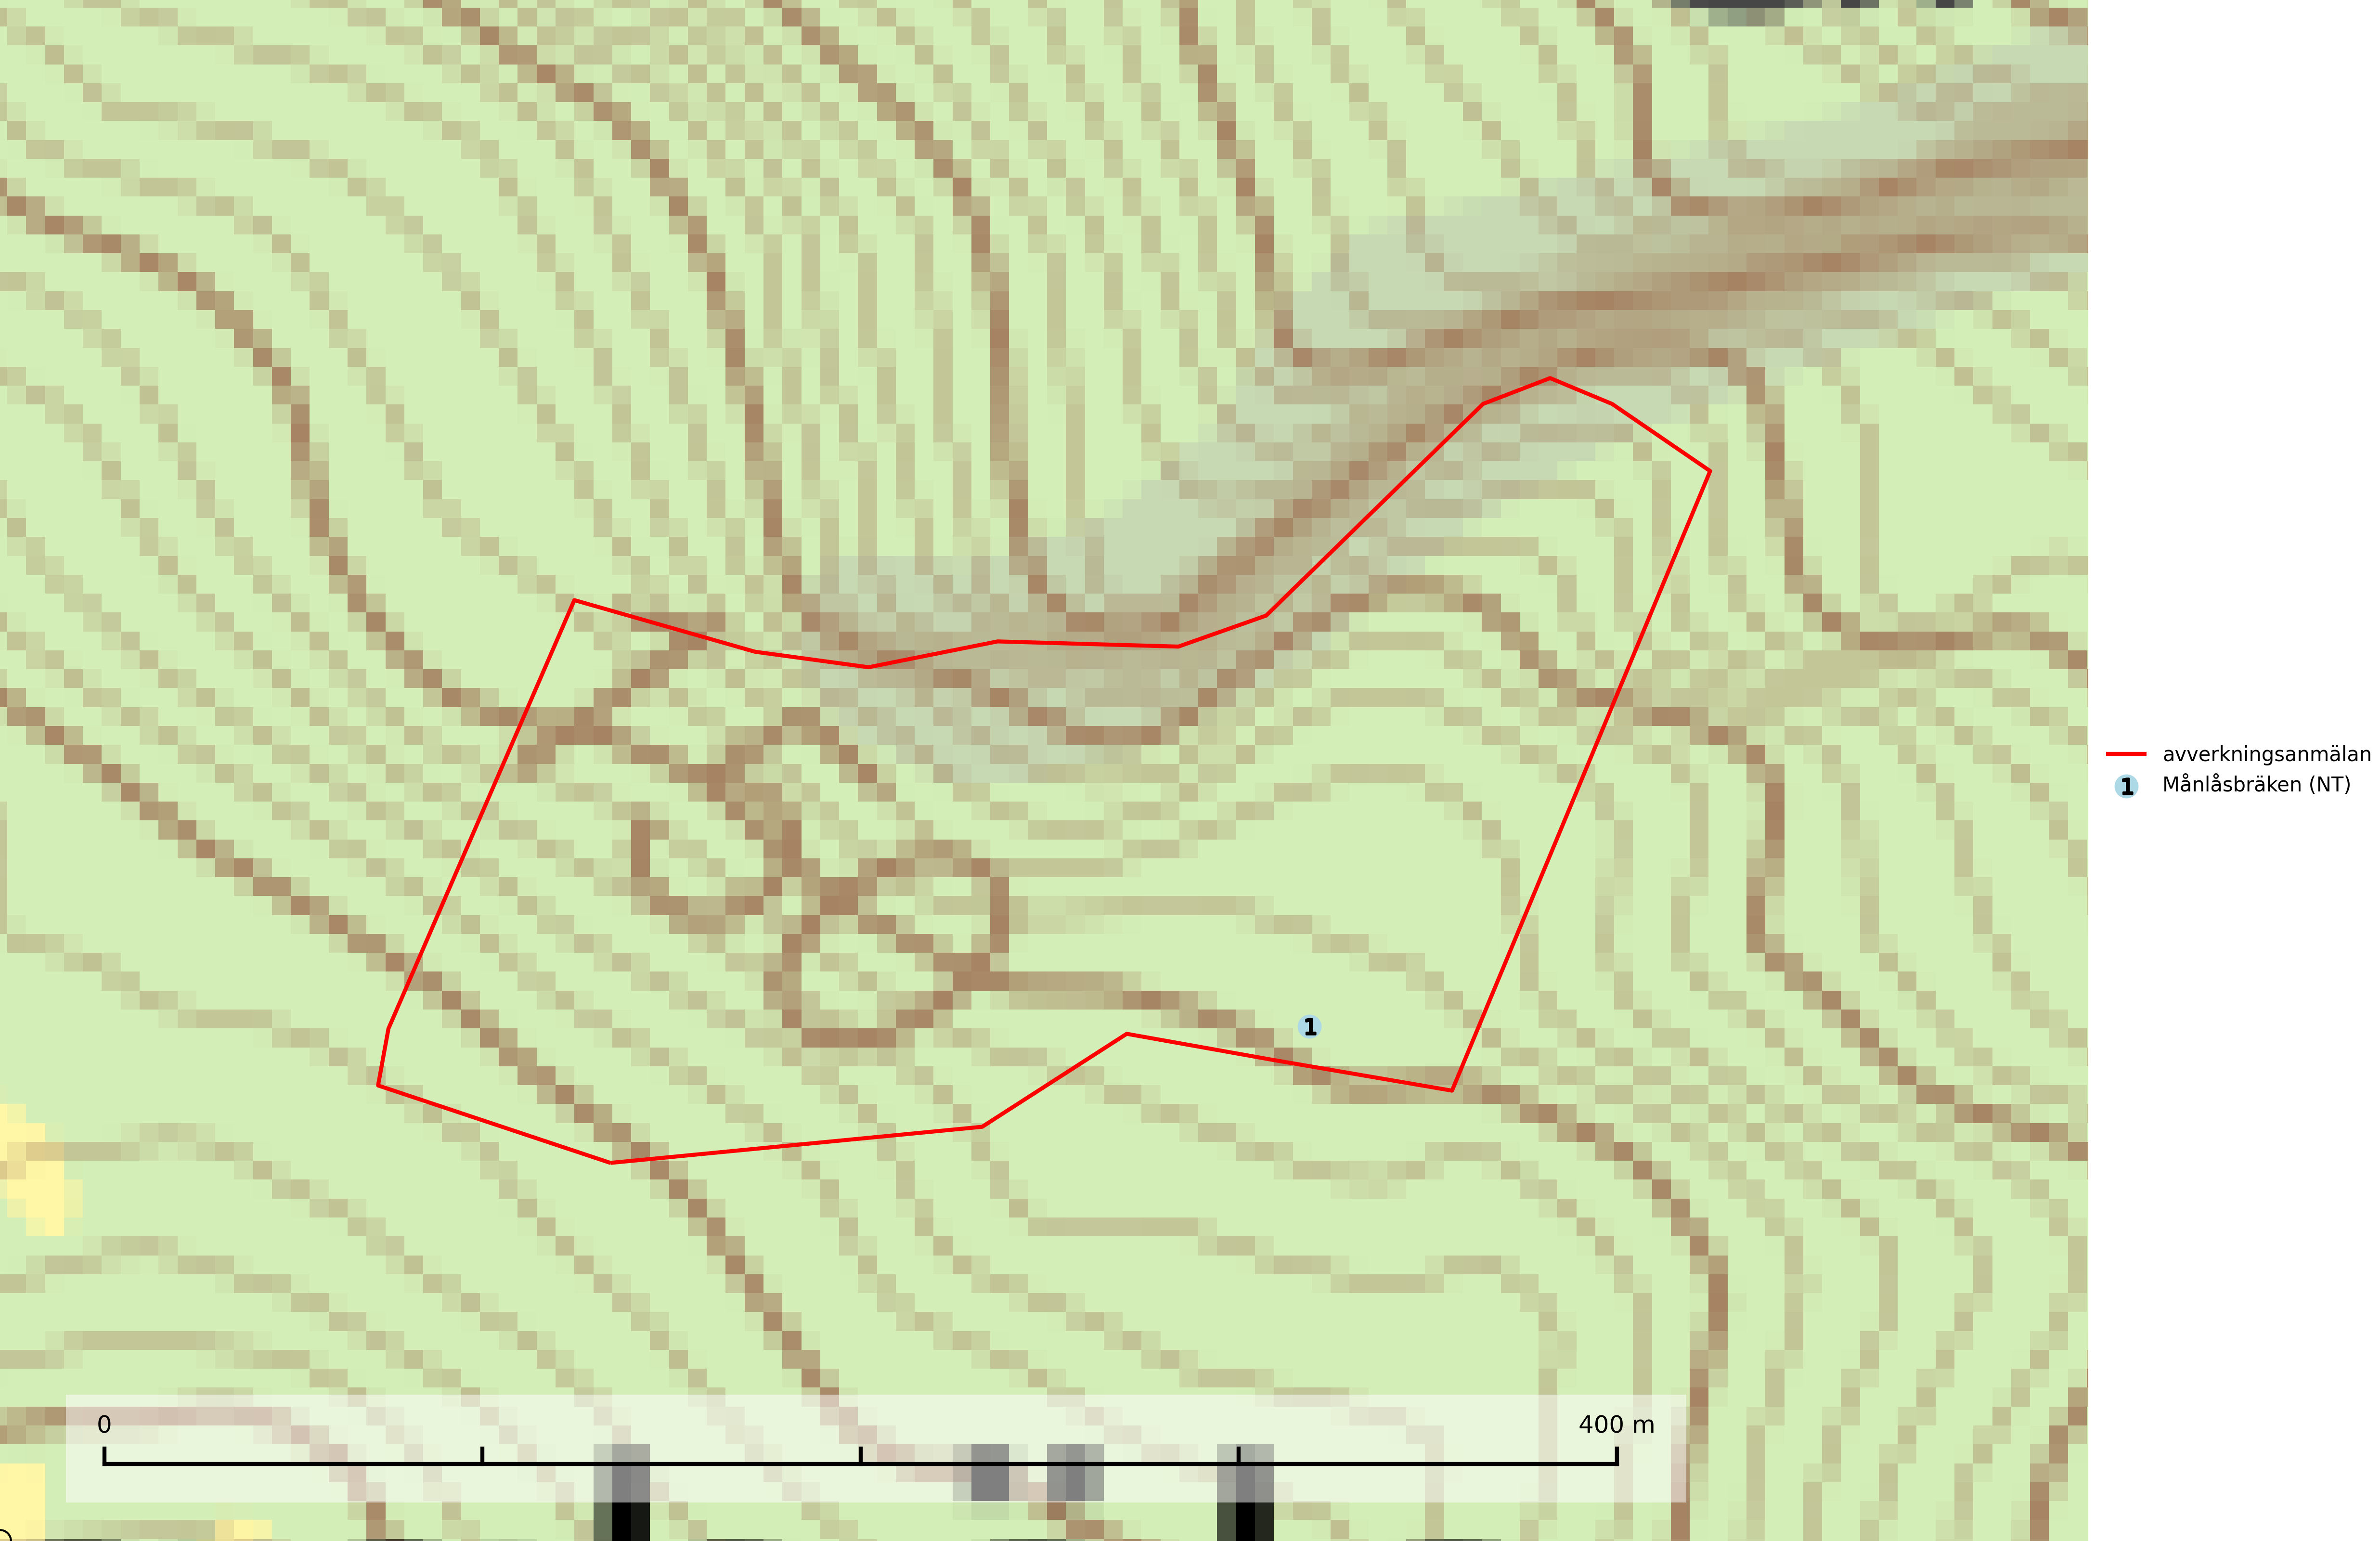 avverkningsanmälan
1 Månlåsbräken (NT)
1
0 400 m